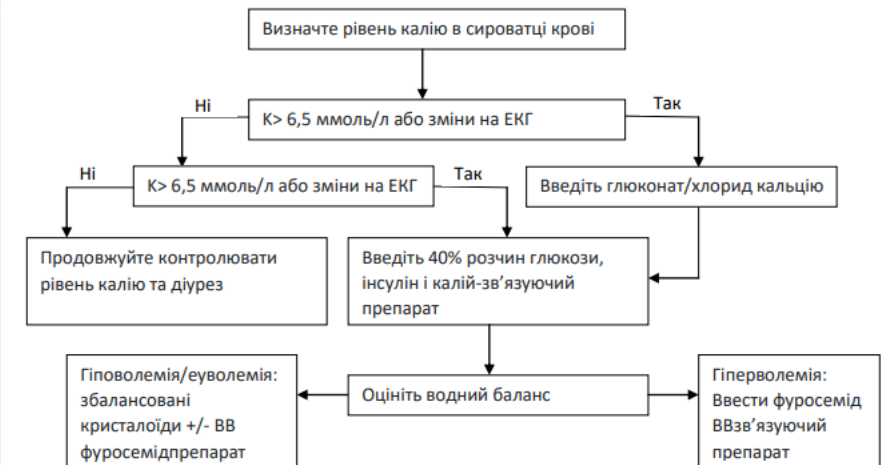 Визначте рівень калію в сироватці крові
Ні
Так
K> 6,5 ммоль/л або зміни на ЕКГ
Ні
K> 6,5 ммоль/л або зміни на ЕКГ
Так
Введіть глюконат/хлорид кальцію
Продовжуйте контролювати
рівень калію та діурез
Введіть 40% розчин глюкози,
інсулін і калій-зв’язуючий
препарат
Гіповолемія/еуволемія:
збалансовані
кристалоїди +/- ВВ
фуросемідпрепарат
Оцініть водний баланс
Гіперволемія:
Ввести фуросемід
ВВзв’язуючий
препарат